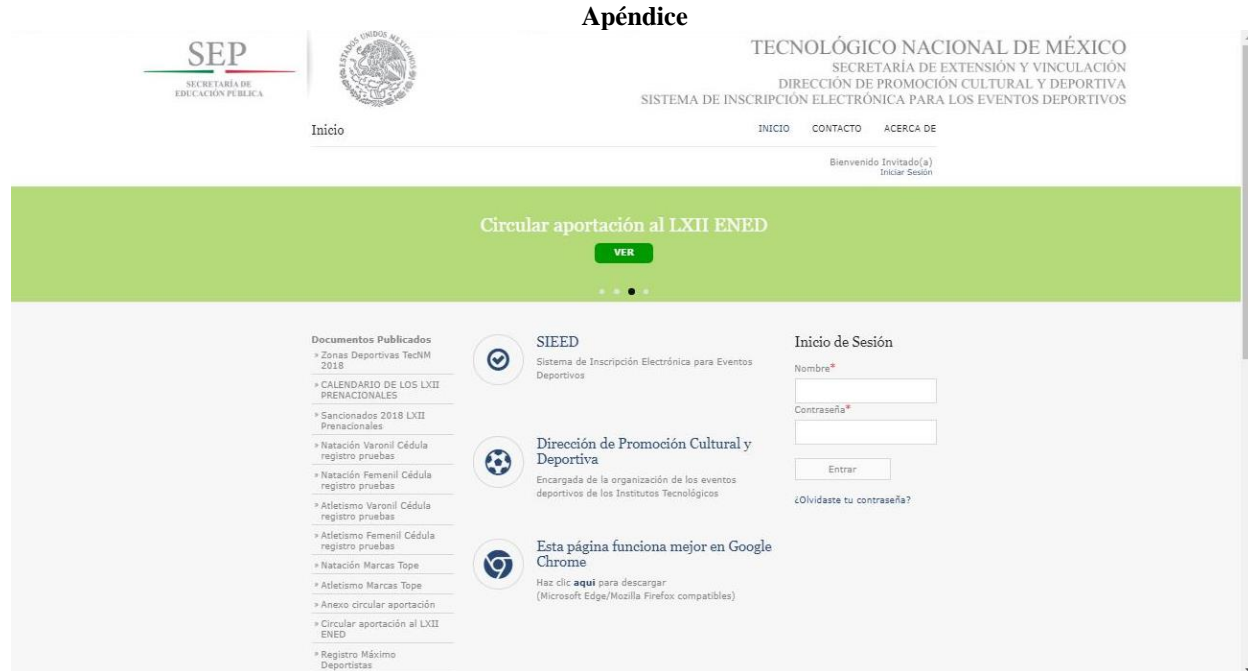 Apéndice
SEP
SECRETARÍA DE
EDUCACIÓN PÚBLICA
ESTADOS UNIDOS MEXICANOS
TECNOLÓGICO NACIONAL DE MÉXICO
SECRETARÍA DE EXTENSIÓN Y VINCULACIÓN
DIRECCIÓN DE PROMOCIÓN CULTURAL Y DEPORTIVA
SISTEMA DE INSCRIPCIÓN ELECTRÓNICA PARA LOS EVENTOS DEPORTIVOS
Inicio
INICIO CONTACTO ACERCA DE
Bienvenido Invitado(a)
Iniciar Sesión
Circular aportación al LXII ENED
VER
Documentos Publicados
» Zonas Deportivas TecNM
2018
» CALENDARIO DE LOS LXII
PRENACIONALES
» Sancionados 2018 LXII
Prenacionales
» Natación Varonil Cédula
registro pruebas
» Natación Femenil Cédula
registro pruebas
» Atletismo Varonil Cédula
registro pruebas
» Atletismo Femenil Cédula
registro pruebas
» Natación Marcas Tope
» Atletismo Marcas Tope
» Anexo circular aportación
» Circular aportación al LXII
ENED
» Registro Máximo
Deportistas
SIEED
Sistema de Inscripción Electrónica para Eventos
Deportivos
Dirección de Promoción Cultural y
Deportiva
Encargada de la organización de los eventos
deportivos de los Institutos Tecnológicos
Esta página funciona mejor en Google
Chrome
Haz clic aqui para descargar
(Microsoft Edge/Mozilla Firefox compatibles)
Inicio de Sesión
Nombre*
Contraseña*
Entrar
¿Olvidaste tu contraseña?